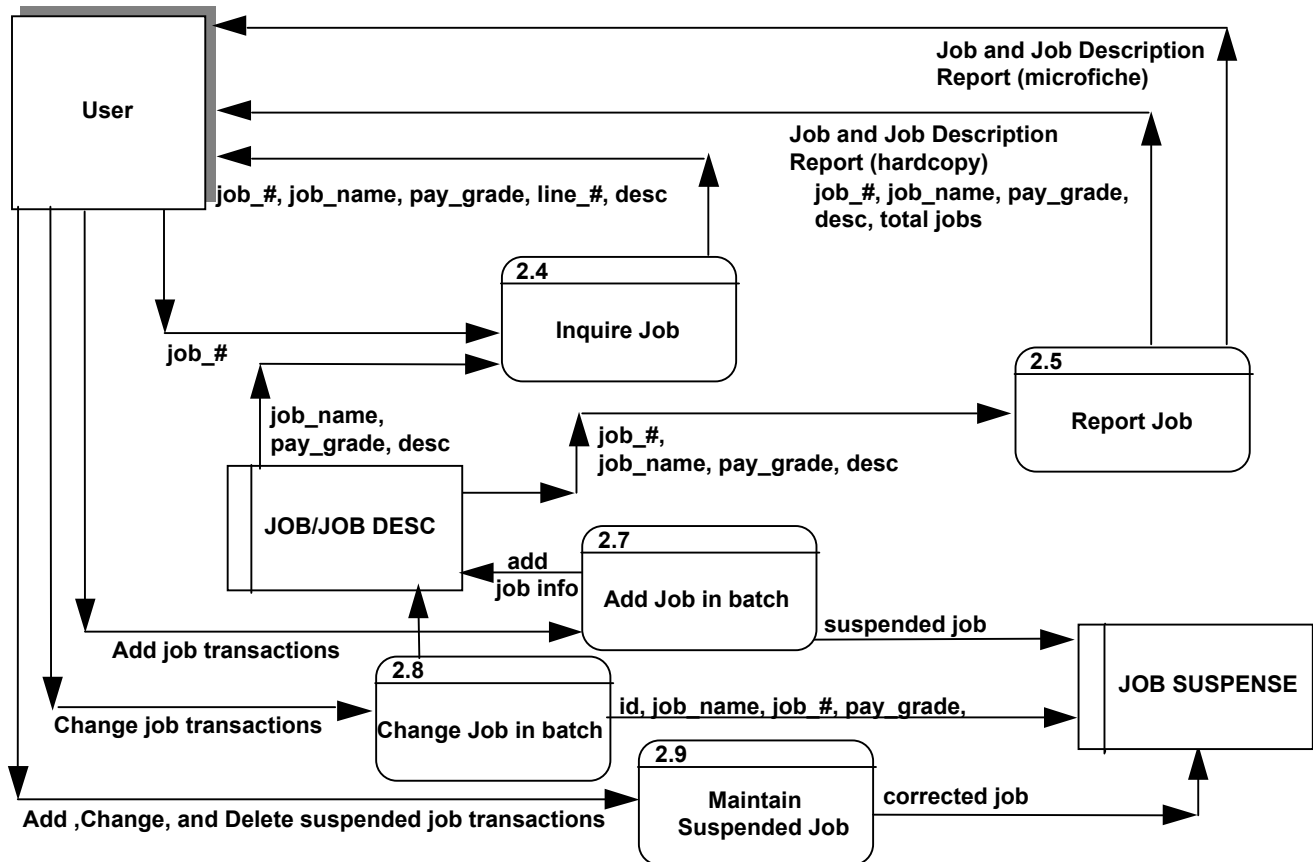 Job and Job Description
Report (microfiche)
User
Job and Job Description
Report (hardcopy)
job_#, job_name, pay_grade,
desc, total jobs
job_#, job_name, pay_grade, line_#, desc
2.4
Inquire Job
job_#
2.5
Report Job
job_name,
pay_grade, desc
job_#,
job_name, pay_grade, desc
JOB/JOB DESC
add
job info
2.7
Add Job in batch
suspended job
Add job transactions
2.8
Change Job in batch
Change job transactions
id, job_name, job_#, pay_grade,
JOB SUSPENSE
2.9
Maintain
Suspended Job
corrected job
Add ,Change, and Delete suspended job transactions